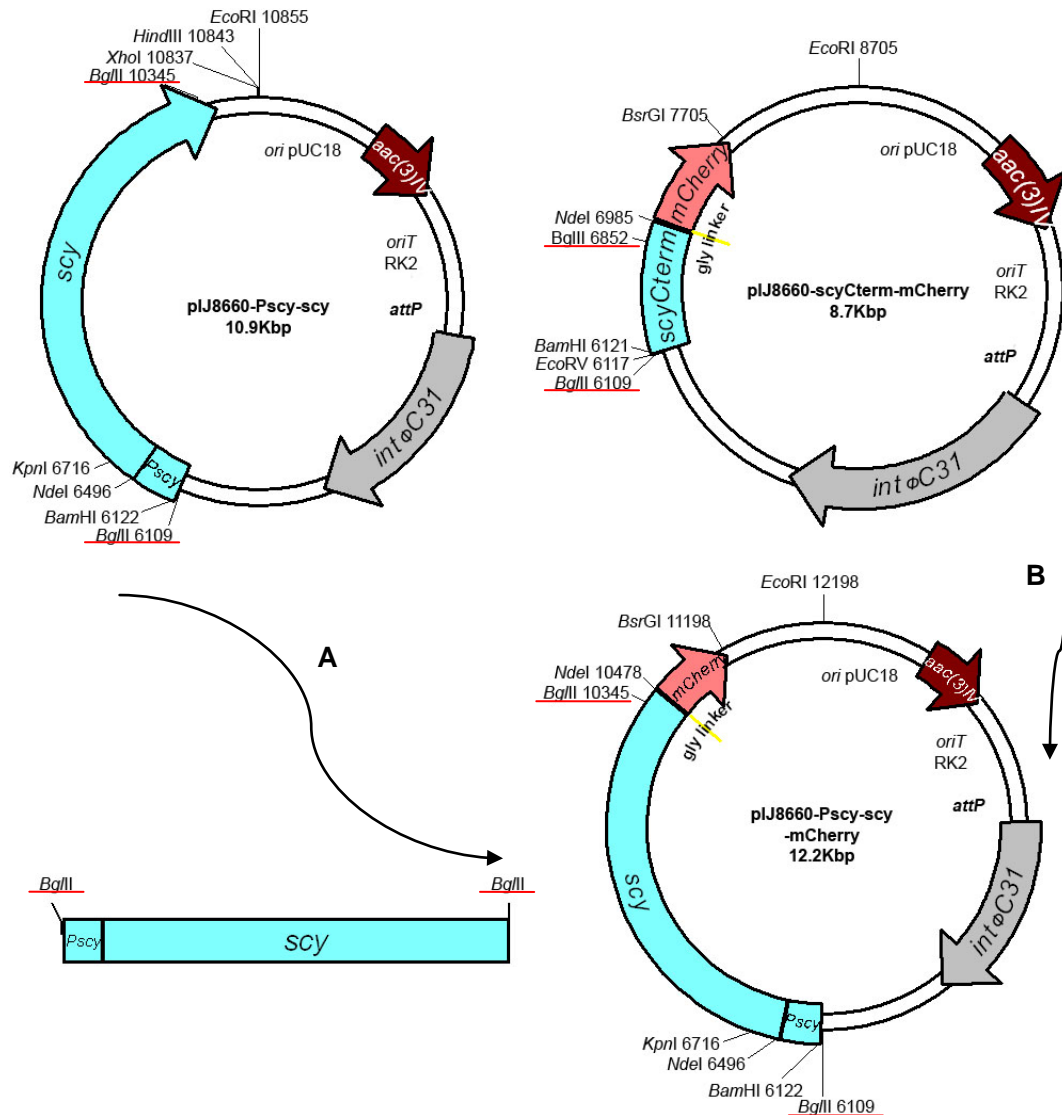 EcoRI 10855
HindIII 10843
XhoI 10837
BglII 10345
ori pUC18
aac(3)IV
scy
oriT
RK2
attP
pIJ8660-Pscy-scy
10.9Kbp
int φC31
KpnI 6716
Pscy
NdeI 6496
BamHI 6122
BglII 6109
EcoRI 8705
BsrGI 7705
ori pUC18
aac(3)IV
mCherry
NdeI 6985
BglII 6852
gly linker
scyCterm
oriT
RK2
pIJ8660-scyCterm-mCherry
8.7Kbp
attP
BamHI 6121
EcoRV 6117
BglII 6109
int φC31
A
B
EcoRI 12198
BsrGI 11198
ori pUC18
aac(3)IV
NdeI 10478
mCherry
BglII 10345
gly linker
oriT
RK2
attP
pIJ8660-Pscy-scy
-mCherry
12.2Kbp
scy
int φC31
KpnI 6716
Pscy
NdeI 6496
BamHI 6122
BglII 6109
BglII
BglII
Pscy
scy